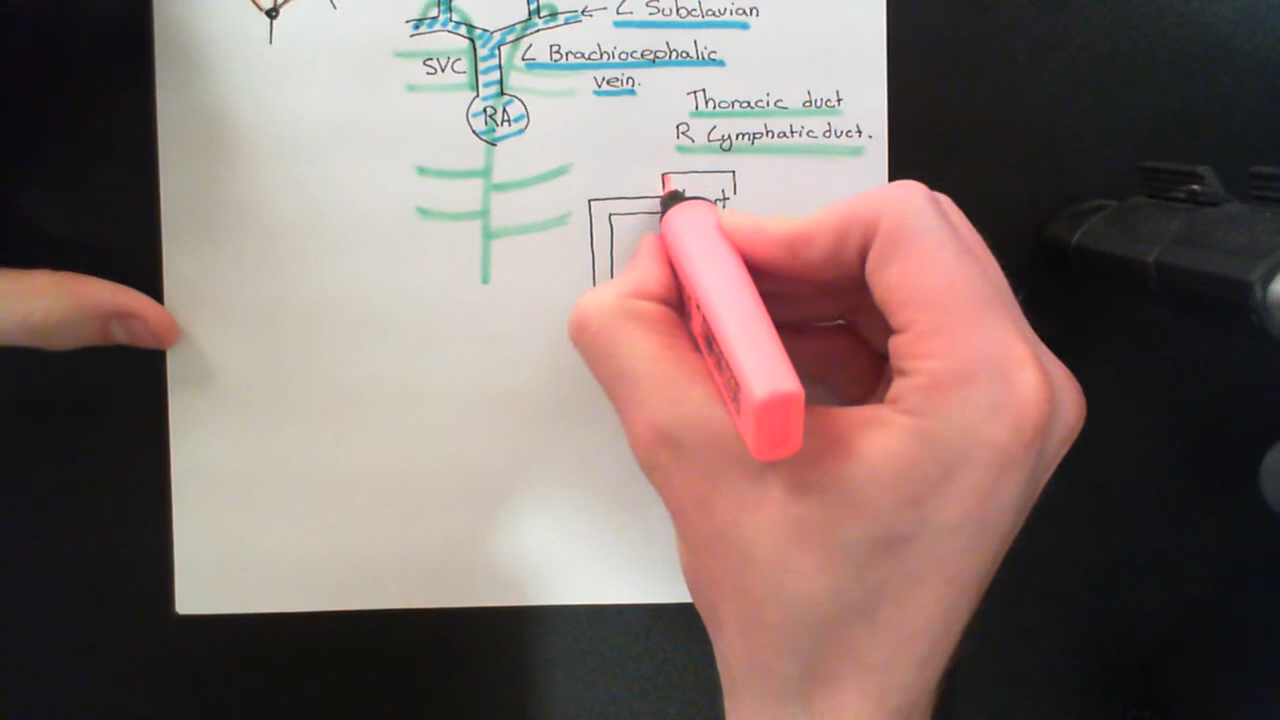 L Subclavian
L Brachiocephalic
vein.
SVC
RA
Thoracic duct
R Lymphatic duct.